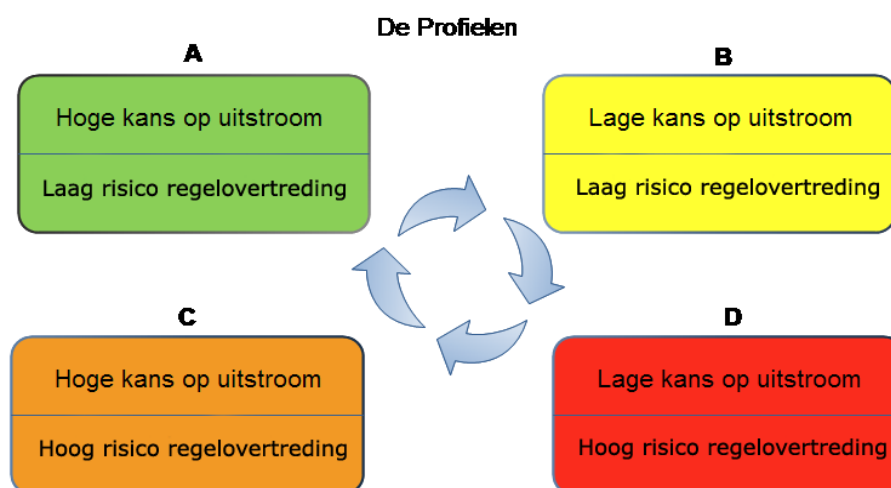 De Profielen
A
Hoge kans op uitstroom
Laag risico regelovertreding
B
Lage kans op uitstroom
Laag risico regelovertreding
C
Hoge kans op uitstroom
Hoog risico regelovertreding
D
Lage kans op uitstroom
Hoog risico regelovertreding